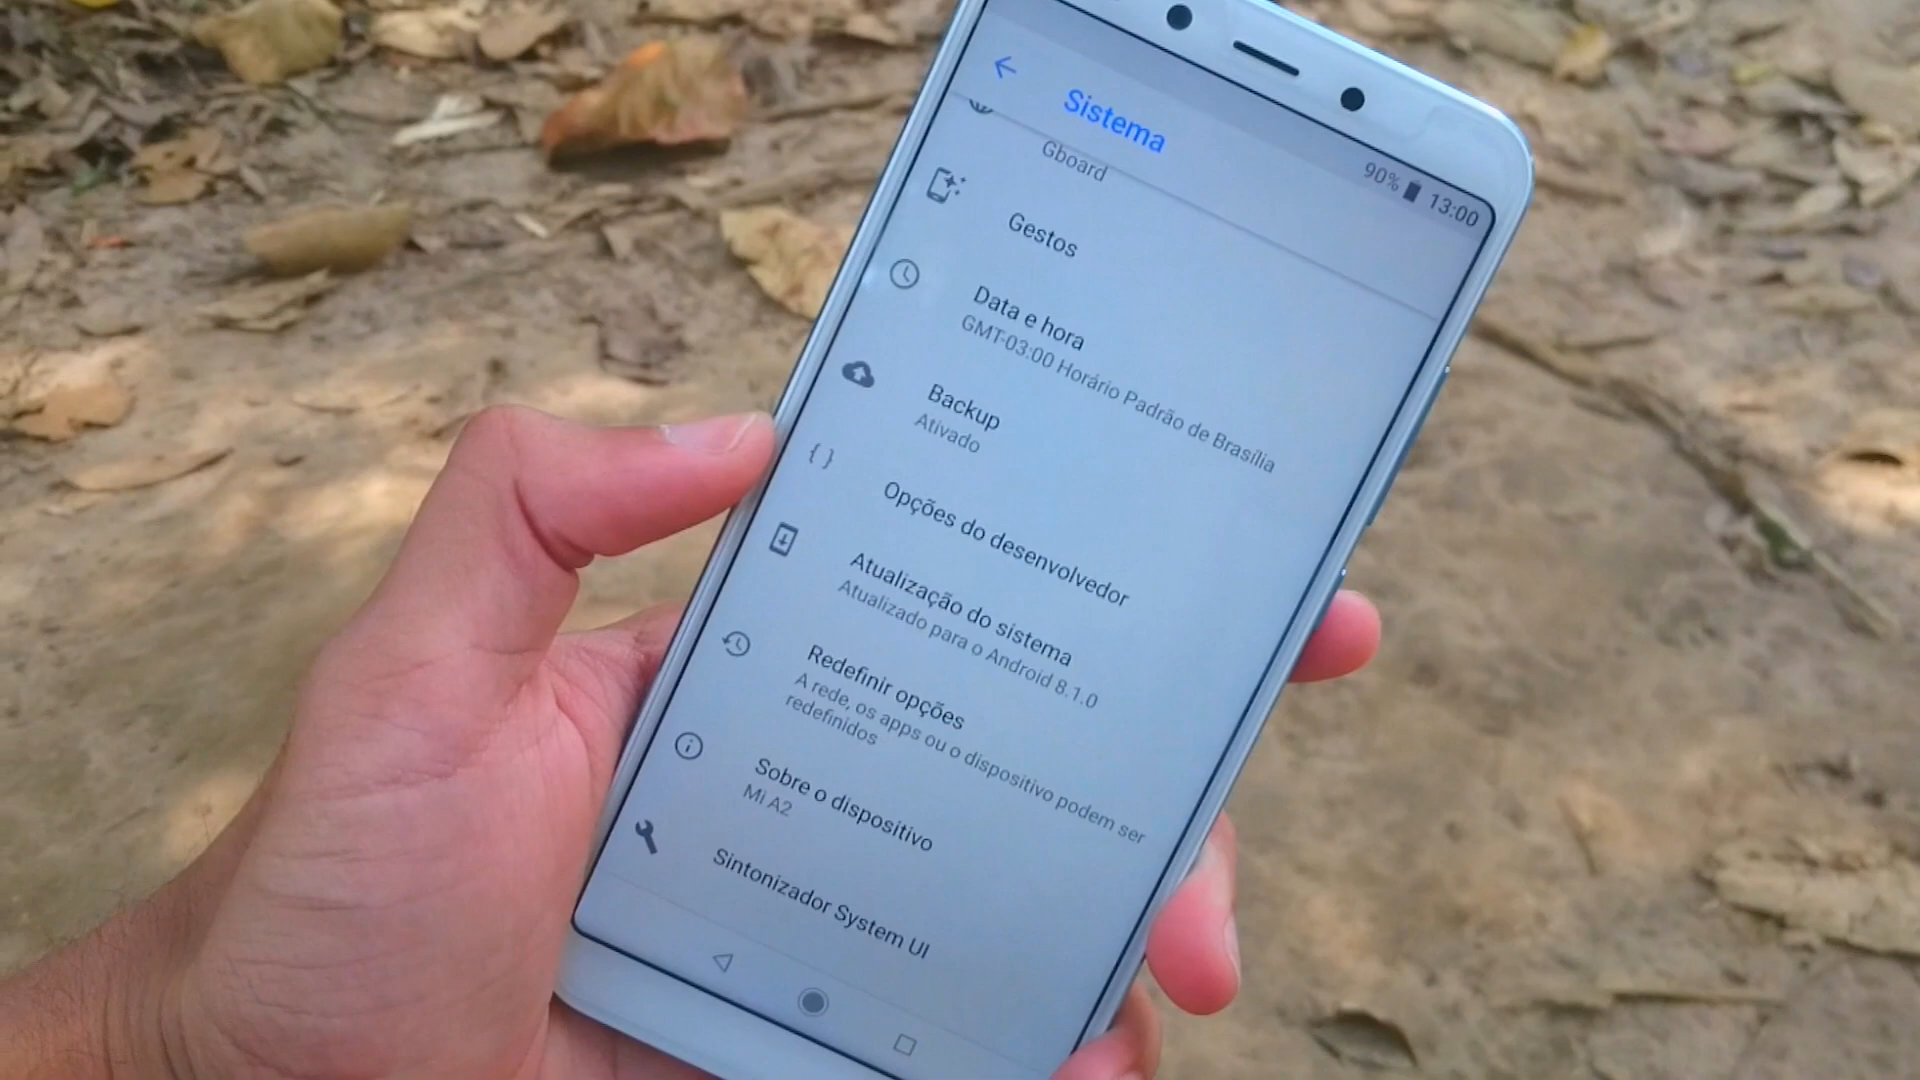 90% 13:00
Sistema
Gboard
Gestos
Data e hora
GMT-03:00 Horário Padrão de Brasília
Backup
Ativado
{ }
Opções do desenvolvedor
Atualização do sistema
Atualizado para o Android 8.1.0
Redefinir opções
A rede, os apps ou o dispositivo podem ser
redefinidos
Sobre o dispositivo
Mi A2
Sintonizador System UI